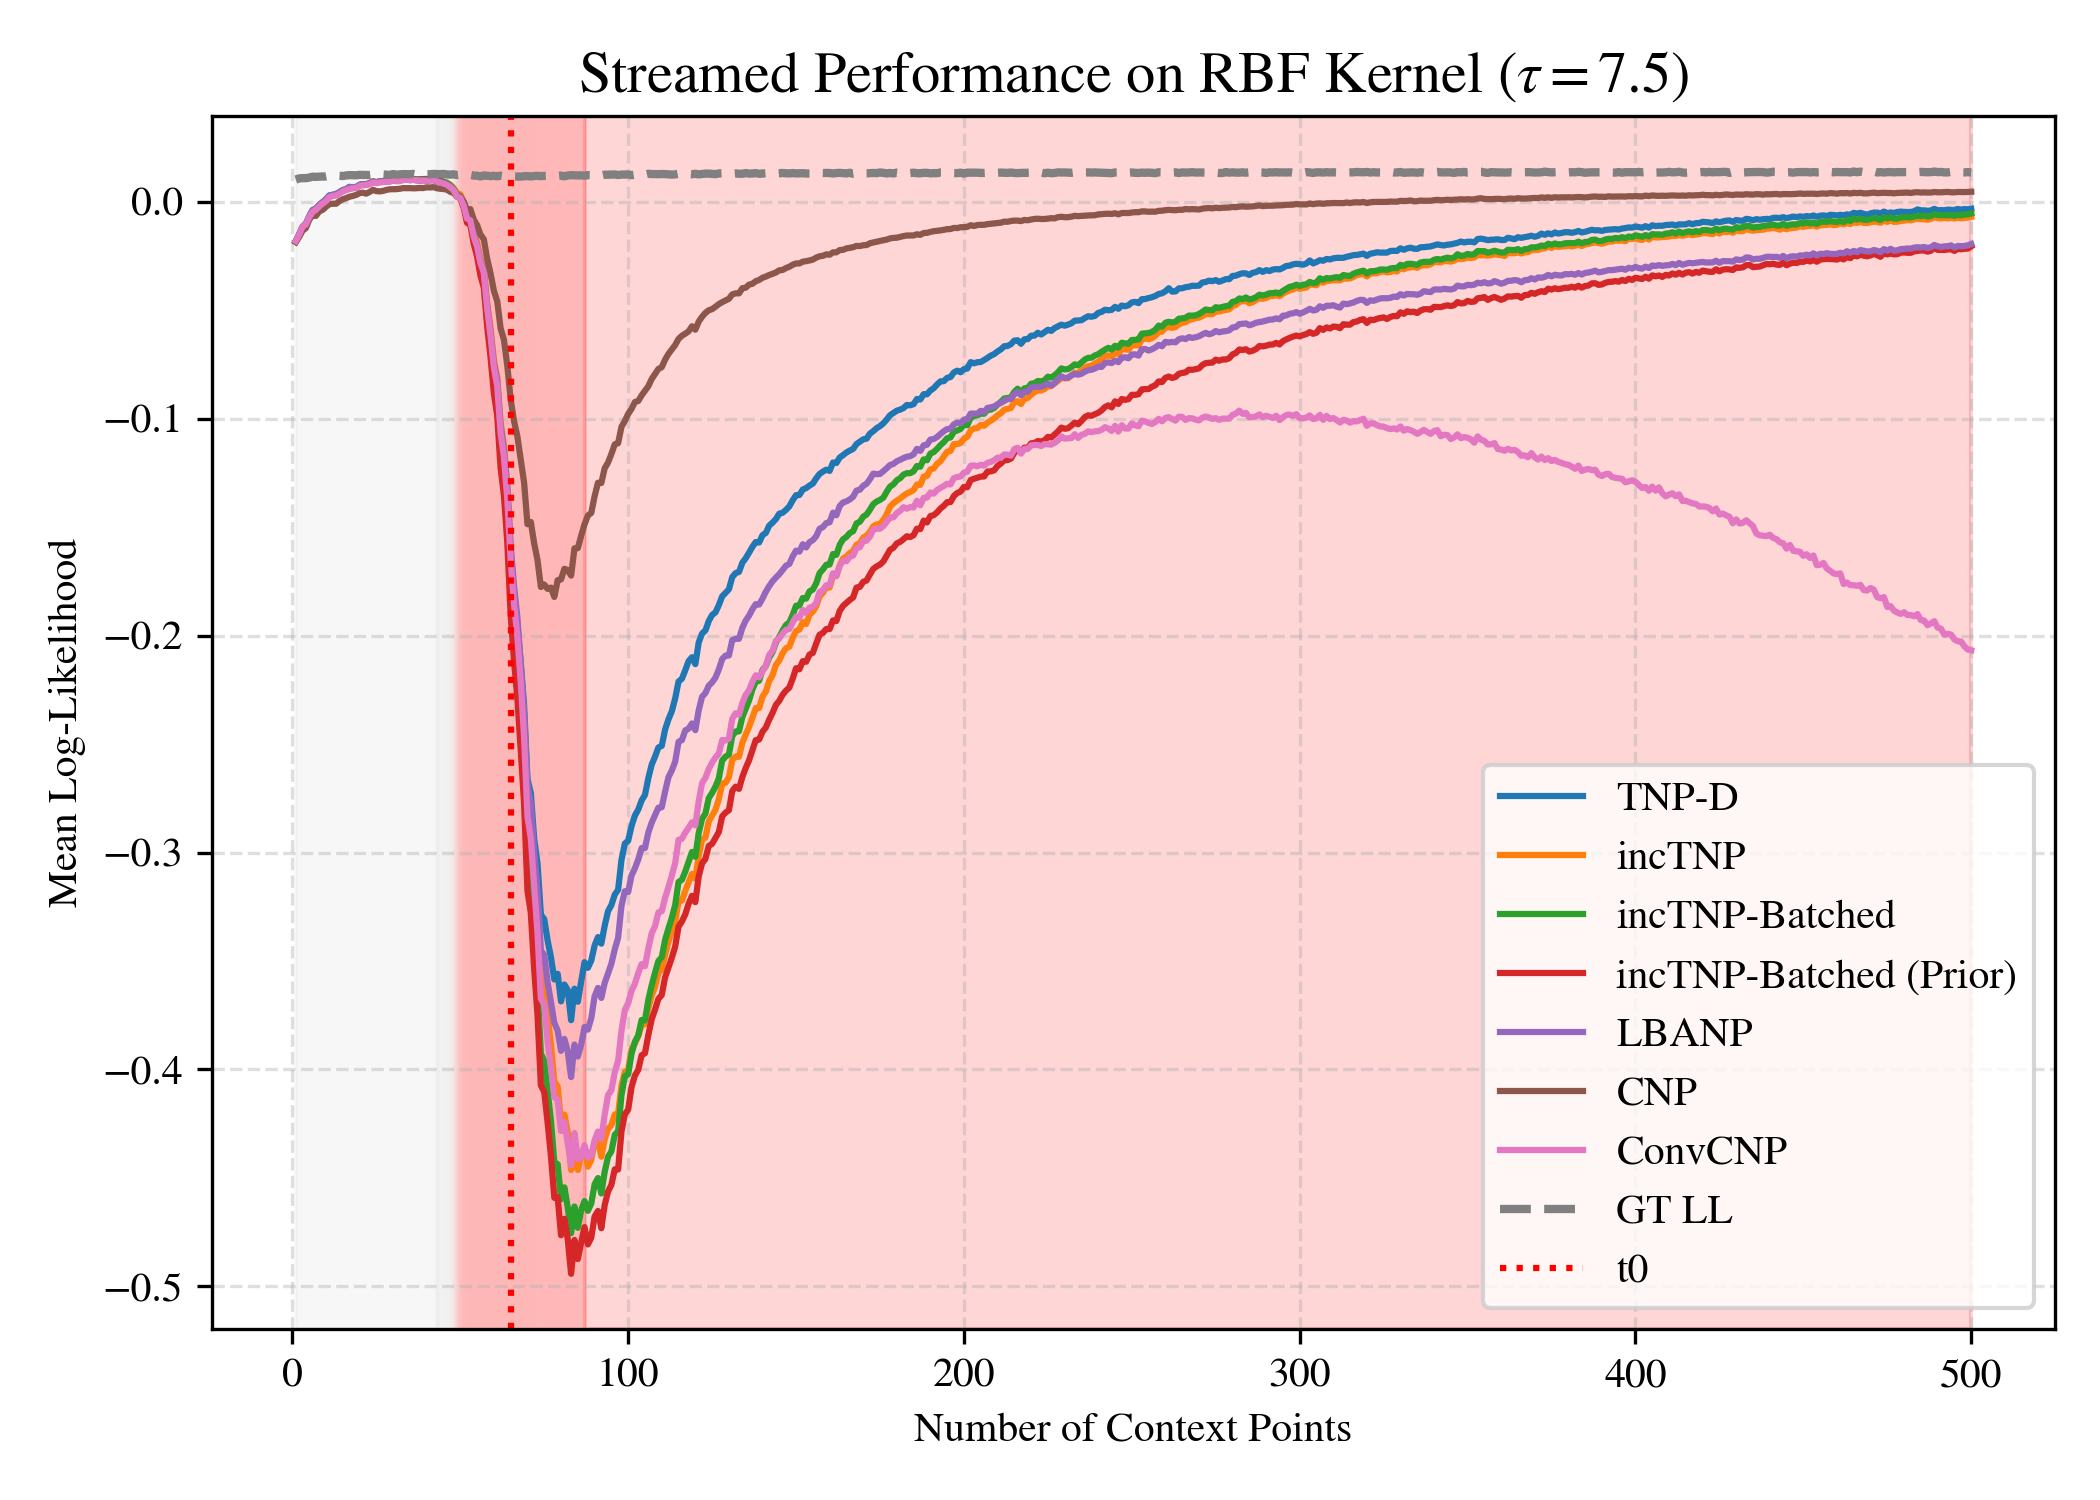 Streamed Performance on RBF Kernel (τ = 7.5)
Mean Log-Likelihood
0.0
−0.1
−0.2
−0.3
−0.4
−0.5
TNP-D
incTNP
incTNP-Batched
incTNP-Batched (Prior)
LBANP
CNP
ConvCNP
GT LL
t0
0
100
200
300
400
500
Number of Context Points